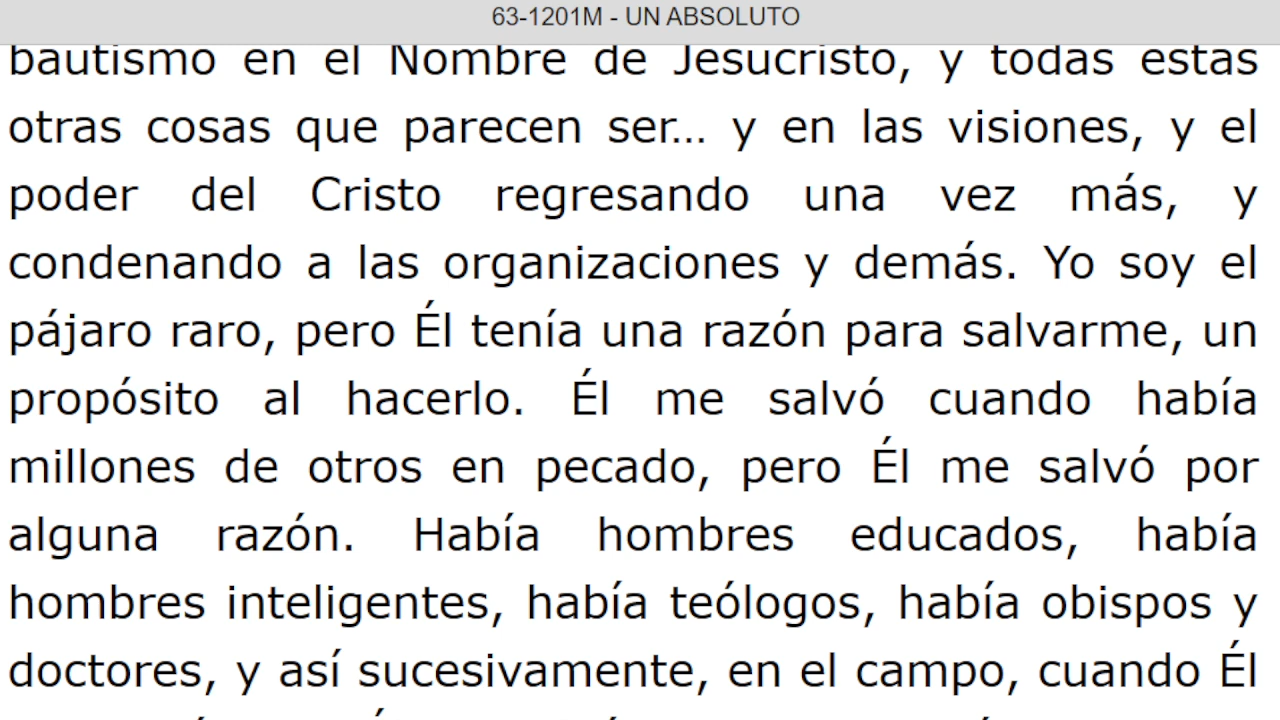 63-1201M - UN ABSOLUTO
bautismo en el Nombre de Jesucristo, y todas estas
otras cosas que parecen ser... y en las visiones, y el
poder del Cristo regresando una vez más, y
condenando a las organizaciones y demás. Yo soy el
pájaro raro, pero Él tenía una razón para salvarme, un
propósito al hacerlo. Él me salvó cuando había
millones de otros en pecado, pero Él me salvó por
alguna razón. Había hombres educados, había
hombres inteligentes, había teólogos, había obispos y
doctores, y así sucesivamente, en el campo, cuando Él